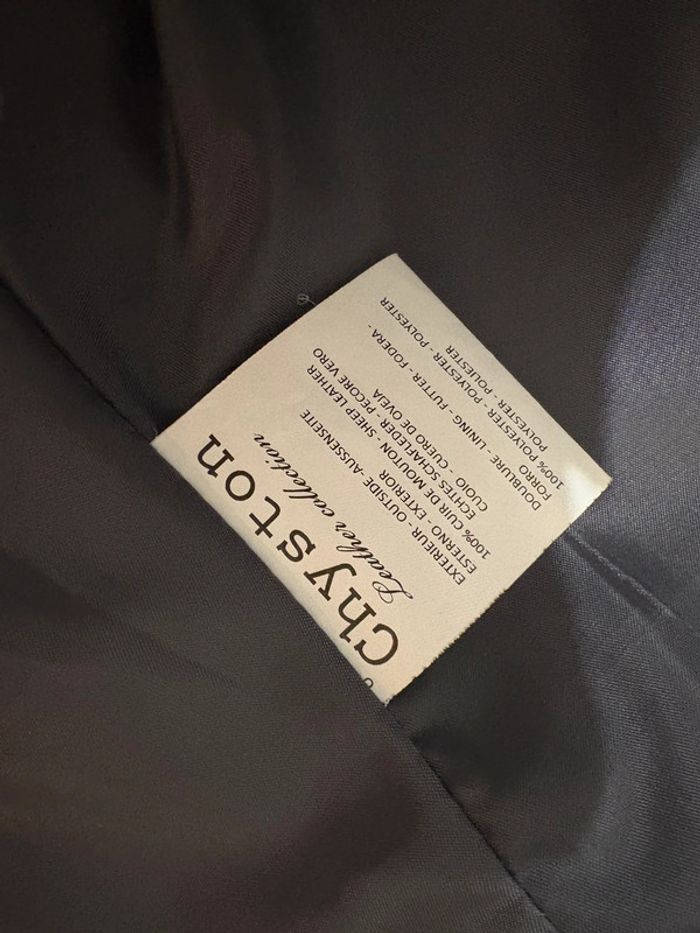 Chyston
Leather collection
EXTERIEUR - OUTSIDE -AUSSENSEITE
ESTERNO - EXTERIOR
100% CUIR DE MOUTON - SHEEP LEATHER
ECHTES SCHAFLEDER - PECORE VERO
CUOIO - CUERO DE OVEJA
DOUBLURE - LINING - FUTTER - FODERA -
FORRO
100% POLYESTER - POLYESTER - POLYESTER
POLYESTER - POLIESTER